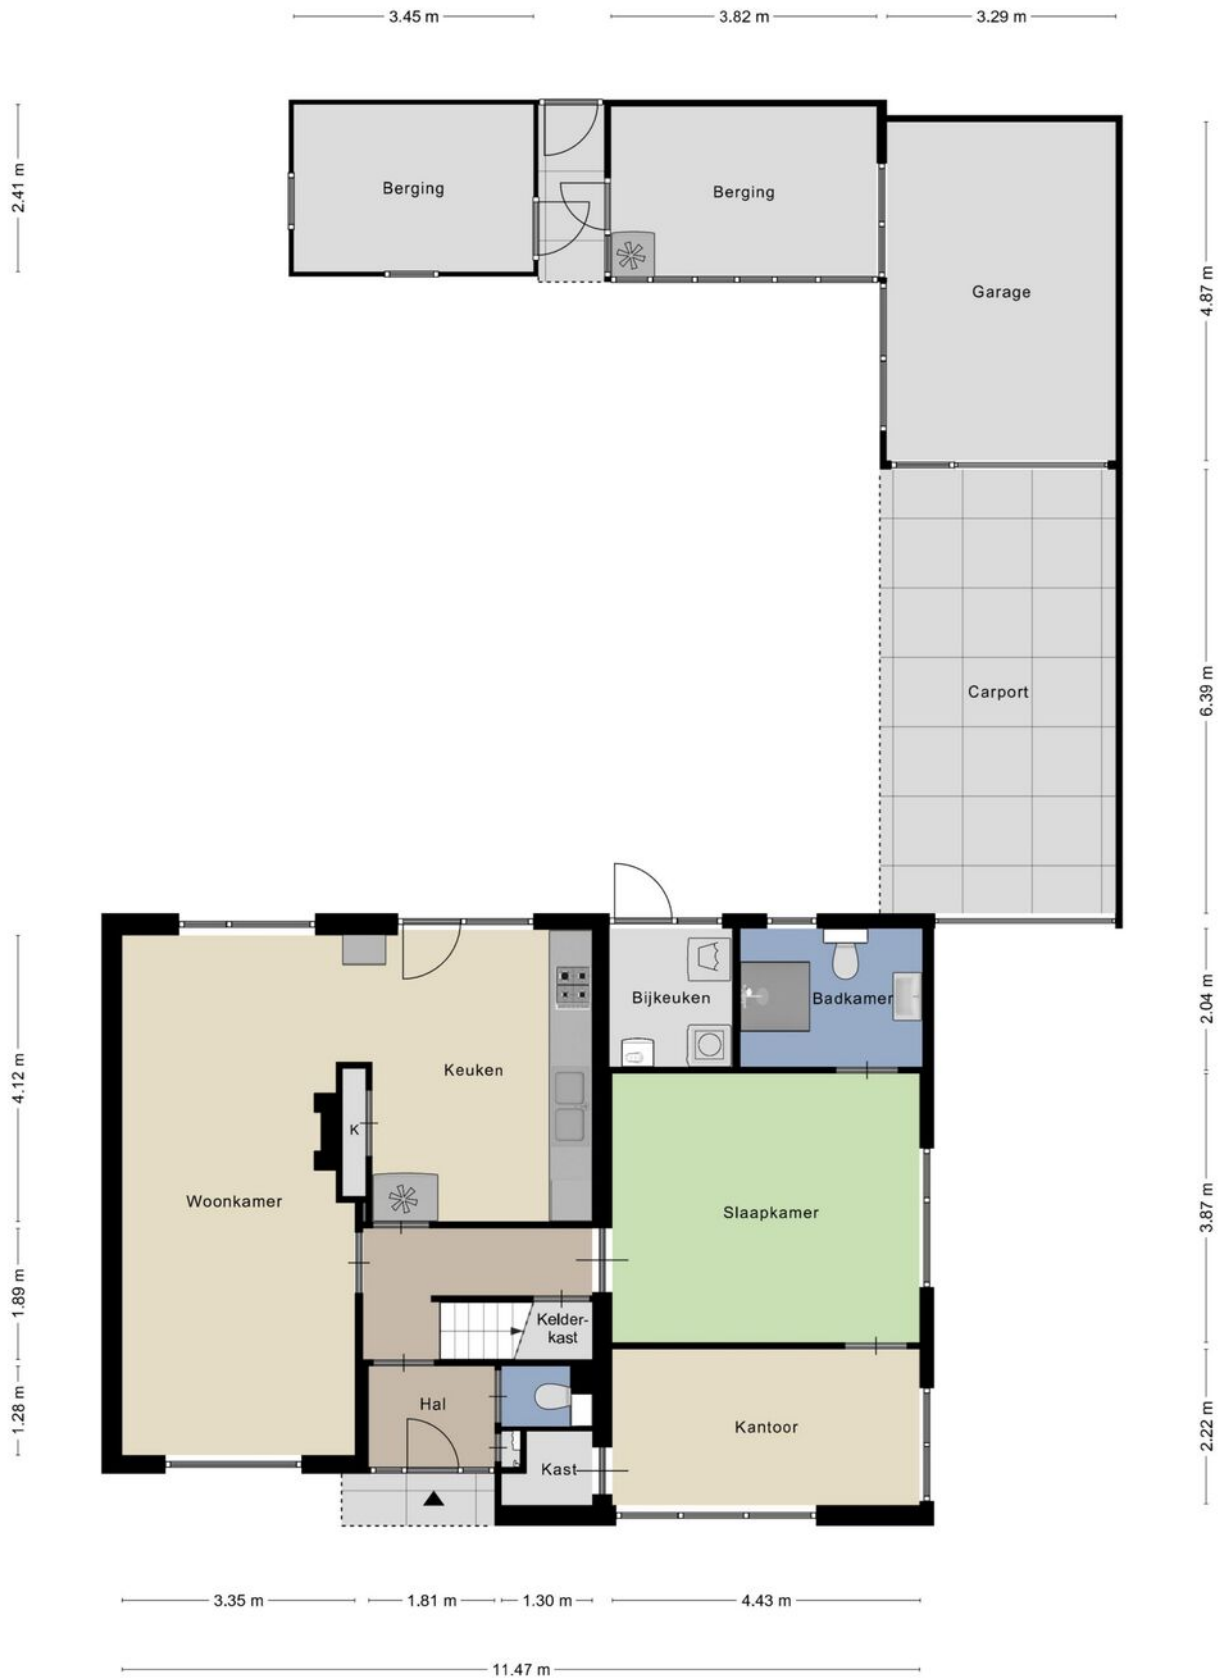 3.45 m
3.82 m
3.29 m
2.41 m
Berging
Berging
Garage
4.87 m
Carport
6.39 m
4.12 m
Bijkeuken
Badkamer
2.04 m
Keuken
K
Woonkamer
Slaapkamer
3.87 m
1.89 m
Kelder-
kast
1.28 m
Hal
Kast
Kantoor
2.22 m
3.35 m
1.81 m
1.30 m
4.43 m
11.47 m